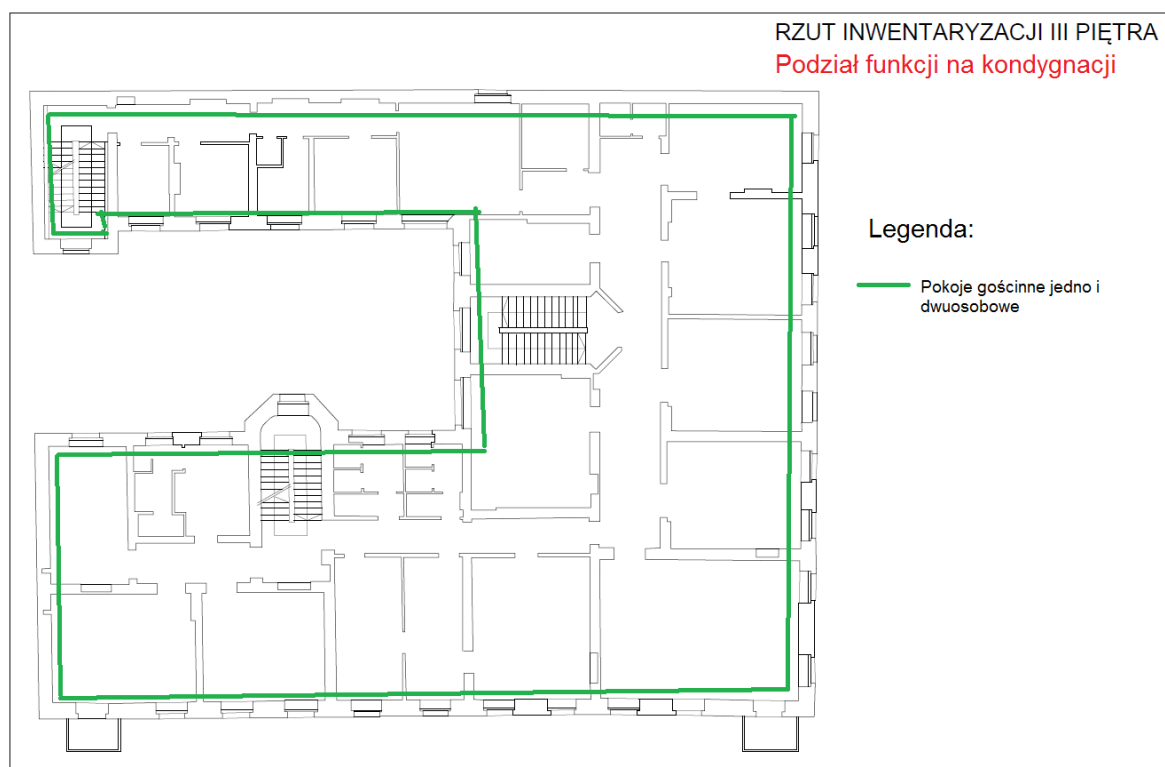 RZUT INWENTARYZACJI III PIĘTRA
Podział funkcji na kondygnacji
Legenda:
Pokoje gościnne jedno i
dwuosobowe